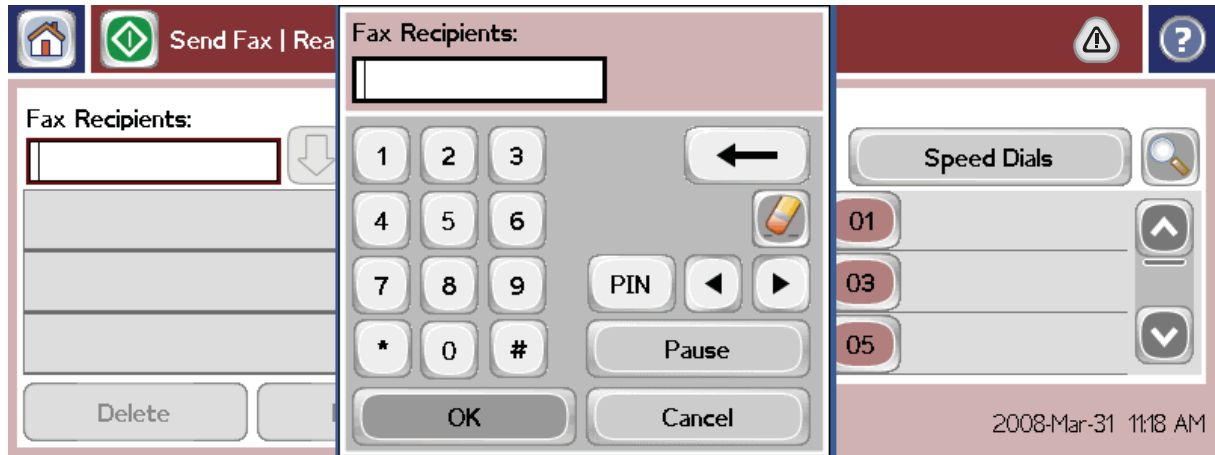 Send Fax | Rea
?
Fax Recipients:
Delete
Fax Recipients:
1 2 3
4 5 6
7 8 9
PIN
* 0 #
Pause
OK
Cancel
Speed Dials
01
03
05
2008-Mar-31 11:18 AM